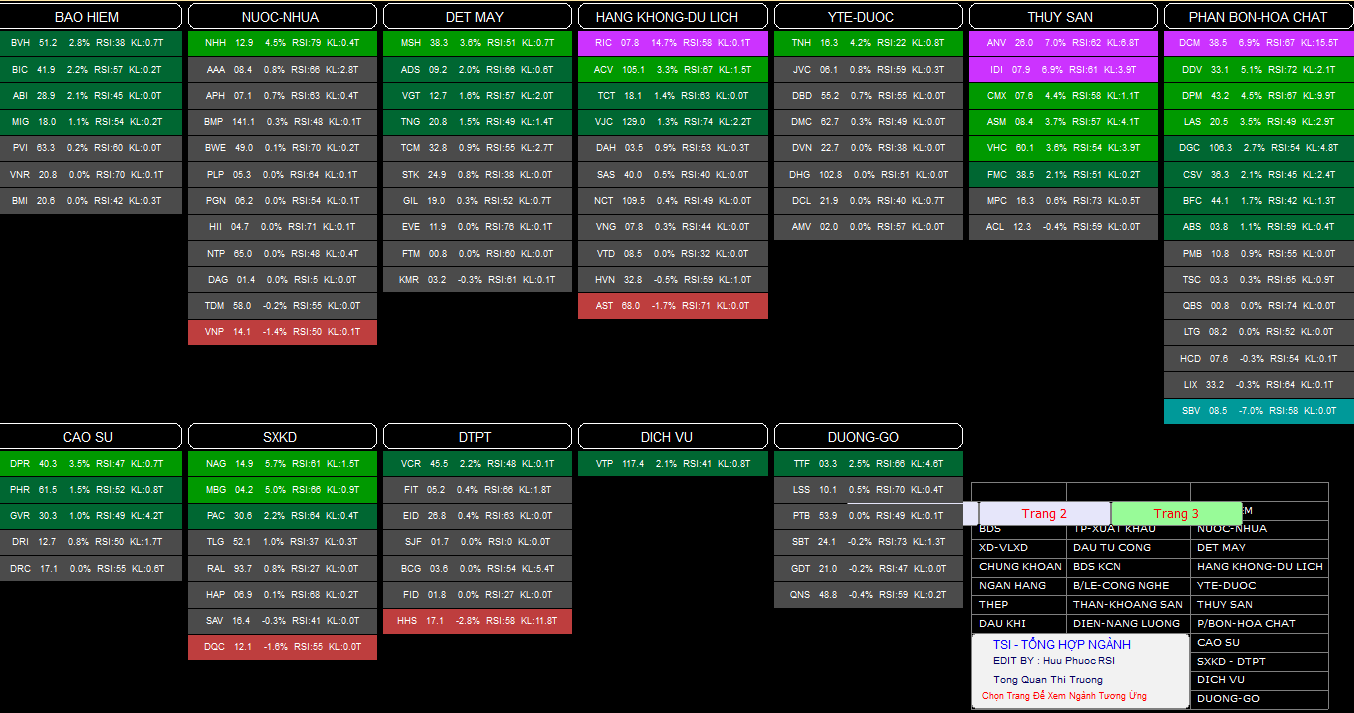 BAO HIEM
BVH 51.2 2.8% RSI:38 KL:0.7T
BIC 41.9 2.2% RSI:57 KL:0.2T
ABI 28.9 2.1% RSI:45 KL:0.0T
MIG 18.0 1.1% RSI:54 KL:0.2T
PVI 63.3 0.2% RSI:60 KL:0.0T
VNR 20.8 0.0% RSI:70 KL:0.1T
BMI 20.6 0.0% RSI:42 KL:0.3T
NUOC-NHUA
NHH 12.9 4.5% RSI:79 KL:0.4T
AAA 08.4 0.8% RSI:66 KL:2.8T
APH 07.1 0.7% RSI:63 KL:0.4T
BMP 141.1 0.3% RSI:48 KL:0.1T
BWE 49.0 0.1% RSI:70 KL:0.2T
PLP 05.3 0.0% RSI:64 KL:0.1T
PGN 06.2 0.0% RSI:54 KL:0.1T
HII 04.7 0.0% RSI:71 KL:0.1T
NTP 65.0 0.0% RSI:48 KL:0.4T
DAG 01.4 0.0% RSI:5 KL:0.0T
TDM 58.0 -0.2% RSI:55 KL:0.0T
VNP 14.1 -1.4% RSI:50 KL:0.1T
DET MAY
MSH 38.3 3.6% RSI:51 KL:0.7T
ADS 09.2 2.0% RSI:66 KL:0.6T
VGT 12.7 1.6% RSI:57 KL:2.0T
TNG 20.8 1.5% RSI:49 KL:1.4T
TCM 32.8 0.9% RSI:55 KL:2.7T
STK 24.9 0.8% RSI:38 KL:0.0T
GIL 19.0 0.3% RSI:52 KL:0.7T
EVE 11.9 0.0% RSI:76 KL:0.1T
FTM 00.8 0.0% RSI:60 KL:0.0T
KMR 03.2 -0.3% RSI:61 KL:0.1T
HANG KHONG-DU LICH
RIC 07.8 14.7% RSI:58 KL:0.1T
ACV 105.1 3.3% RSI:67 KL:1.5T
TCT 18.1 1.4% RSI:63 KL:0.0T
VJC 129.0 1.3% RSI:74 KL:2.2T
DAH 03.5 0.9% RSI:53 KL:0.3T
SAS 40.0 0.5% RSI:40 KL:0.0T
NCT 109.5 0.4% RSI:49 KL:0.0T
VNG 07.8 0.3% RSI:44 KL:0.0T
VTD 08.5 0.0% RSI:32 KL:0.0T
HVN 32.8 -0.5% RSI:59 KL:1.0T
AST 68.0 -1.7% RSI:71 KL:0.0T
YTE-DUOC
TNH 16.3 4.2% RSI:22 KL:0.8T
JVC 06.1 0.8% RSI:59 KL:0.3T
DBD 55.2 0.7% RSI:55 KL:0.0T
DMC 62.7 0.3% RSI:49 KL:0.0T
DVN 22.7 0.0% RSI:38 KL:0.0T
DHG 102.8 0.0% RSI:51 KL:0.0T
DCL 21.9 0.0% RSI:40 KL:0.7T
AMV 02.0 0.0% RSI:57 KL:0.0T
THUY SAN
ANV 26.0 7.0% RSI:62 KL:6.8T
IDI 07.9 6.9% RSI:61 KL:3.9T
CMX 07.6 4.4% RSI:58 KL:1.1T
ASM 08.4 3.7% RSI:57 KL:4.1T
VHC 60.1 3.6% RSI:54 KL:3.9T
FMC 38.5 2.1% RSI:51 KL:0.2T
MPC 16.3 0.6% RSI:73 KL:0.5T
ACL 12.3 -0.4% RSI:59 KL:0.0T
PHAN BON-HOA CHAT
DCM 38.5 6.9% RSI:67 KL:15.5T
DDV 33.1 5.1% RSI:72 KL:2.1T
DPM 43.2 4.5% RSI:67 KL:9.9T
LAS 20.5 3.5% RSI:49 KL:2.9T
DGC 106.3 2.7% RSI:54 KL:4.8T
CSV 36.3 2.1% RSI:45 KL:2.4T
BFC 44.1 1.7% RSI:42 KL:1.3T
ABS 03.8 1.1% RSI:59 KL:0.4T
PMB 10.8 0.9% RSI:55 KL:0.0T
TSC 03.3 0.3% RSI:65 KL:0.9T
QBS 00.8 0.0% RSI:74 KL:0.0T
LTG 08.2 0.0% RSI:52 KL:0.0T
HCD 07.6 -0.3% RSI:54 KL:0.1T
LIX 33.2 -0.3% RSI:64 KL:0.1T
SBV 08.5 -7.0% RSI:58 KL:0.0T
CAO SU
DPR 40.3 3.5% RSI:47 KL:0.7T
PHR 61.5 1.5% RSI:52 KL:0.8T
GVR 30.3 1.0% RSI:49 KL:4.2T
DRI 12.7 0.8% RSI:50 KL:1.7T
DRC 17.1 0.0% RSI:55 KL:0.6T
SXKD
NAG 14.9 5.7% RSI:61 KL:1.5T
MBG 04.2 5.0% RSI:66 KL:0.9T
PAC 30.6 2.2% RSI:64 KL:0.4T
TLG 52.1 1.0% RSI:37 KL:0.3T
RAL 93.7 0.8% RSI:27 KL:0.0T
HAP 06.9 0.1% RSI:68 KL:0.2T
SAV 16.4 -0.3% RSI:41 KL:0.0T
DQC 12.1 -1.6% RSI:55 KL:0.0T
DTPT
VCR 45.5 2.2% RSI:48 KL:0.1T
FIT 05.2 0.4% RSI:66 KL:1.8T
EID 26.8 0.4% RSI:63 KL:0.0T
SJF 01.7 0.0% RSI:0 KL:0.0T
BCG 03.6 0.0% RSI:54 KL:5.4T
FID 01.8 0.0% RSI:27 KL:0.0T
HHS 17.1 -2.8% RSI:58 KL:11.8T
DICH VU
VTP 117.4 2.1% RSI:41 KL:0.8T
DUONG-GO
TTF 03.3 2.5% RSI:66 KL:4.6T
LSS 10.1 0.5% RSI:70 KL:0.4T
PTB 53.9 0.0% RSI:49 KL:0.1T
SBT 24.1 -0.2% RSI:73 KL:1.3T
GDT 21.0 -0.2% RSI:47 KL:0.0T
QNS 48.8 -0.4% RSI:59 KL:0.2T
Trang 2 Trang 3 EM
BDS TP-XUAT KHAU NUOC-NHUA
XD-VLXD DAU TU CONG DET MAY
CHUNG KHOAN BDS KCN HANG KHONG-DU LICH
NGAN HANG B/LE-CONG NGHE YTE-DUOC
THEP THAN-KHOANG SAN THUY SAN
DAU KHI DIEN-NANG LUONG P/BON-HOA CHAT
CAO SU
SXKD - DTPT
DICH VU
DUONG-GO
TSI - TỔNG HỢP NGÀNH
EDIT BY : Huu Phuoc RSI
Tong Quan Thi Truong
Chọn Trang Để Xem Ngành Tương Ứng